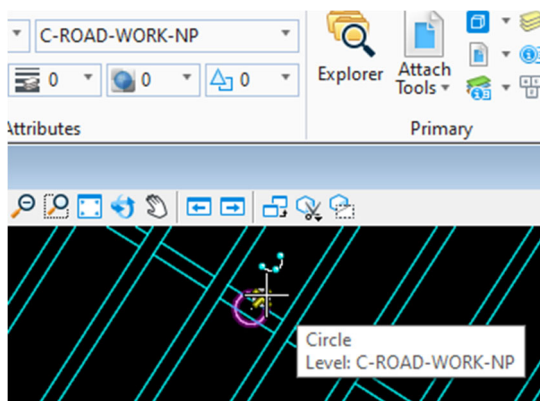 C-ROAD-WORK-NP
0 0 0
Explorer Attach
Tools
Attributes Primary
Circle
Level: C-ROAD-WORK-NP